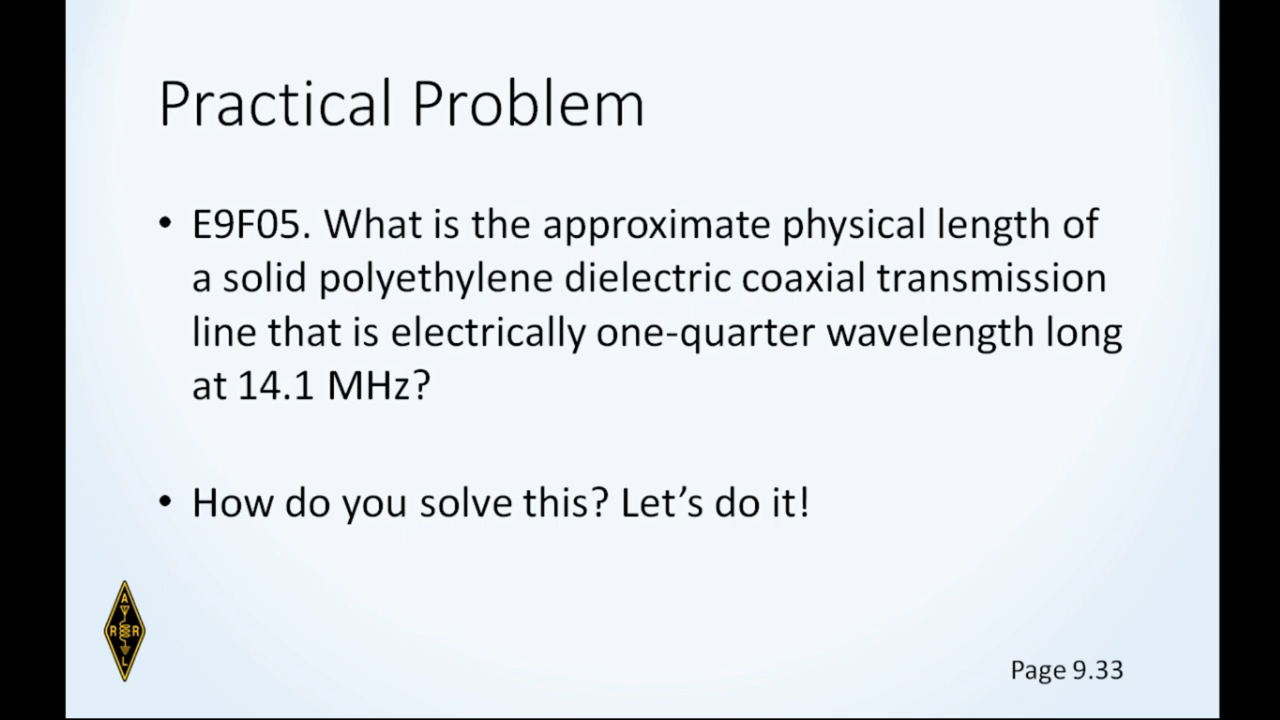 Practical Problem
• E9F05. What is the approximate physical length of
a solid polyethylene dielectric coaxial transmission
line that is electrically one-quarter wavelength long
at 14.1 MHz?
• How do you solve this? Let’s do it!
A
R R
L
Page 9.33